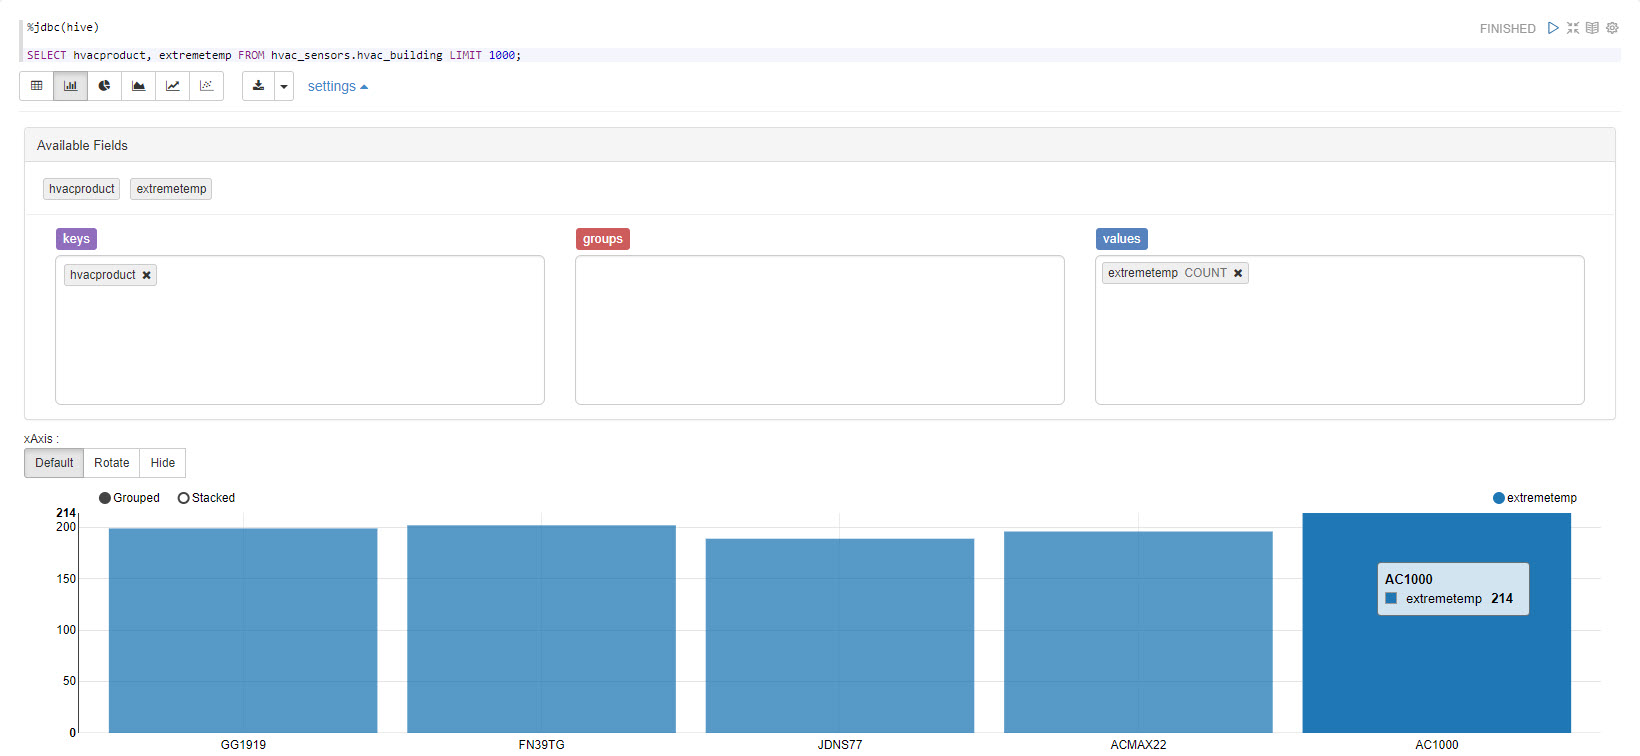 %jdbc(hive)
FINISHED
SELECT hvacproduct, extremetemp FROM hvac_sensors.hvac_building LIMIT 1000;
settings
Available Fields
hvacproduct extremetemp
keys groups values
hvacproduct ✖ extremetemp COUNT ✖
xAxis :
Default Rotate Hide
Grouped Stacked extremetemp
214
200
150
AC1000
extremetemp 214
100
50
0
GG1919 FN39TG JDNS77 ACMAX22 AC1000